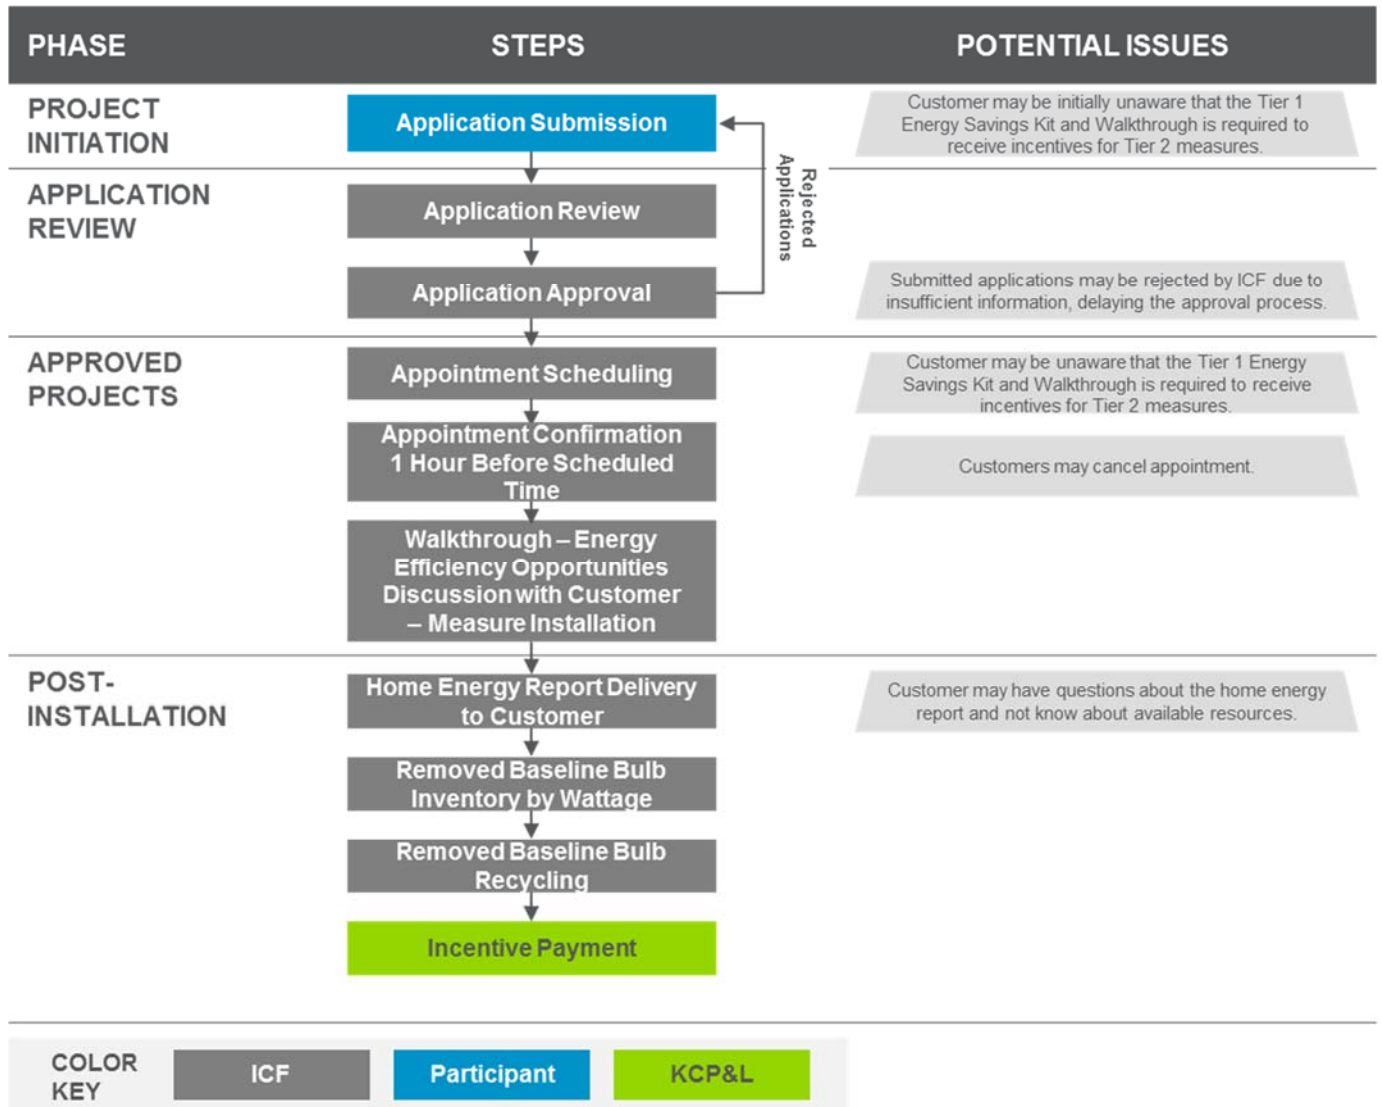 PHASE
STEPS
POTENTIAL ISSUES
PROJECT
INITIATION
Application Submission
Customer may be initially unaware that the Tier 1
Energy Savings Kit and Walkthrough is required to
receive incentives for Tier 2 measures.
Rejected
Applications
APPLICATION
REVIEW
Application Review
Application Approval
Submitted applications may be rejected by ICF due to
insufficient information, delaying the approval process.
APPROVED
PROJECTS
Appointment Scheduling
Customer may be unaware that the Tier 1 Energy
Savings Kit and Walkthrough is required to receive
incentives for Tier 2 measures.
Appointment Confirmation
1 Hour Before Scheduled
Time
Customers may cancel appointment.
Walkthrough – Energy
Efficiency Opportunities
Discussion with Customer
– Measure Installation
POST-
INSTALLATION
Home Energy Report Delivery
to Customer
Customer may have questions about the home energy
report and not know about available resources.
Removed Baseline Bulb
Inventory by Wattage
Removed Baseline Bulb
Recycling
Incentive Payment
COLOR
KEY
ICF
Participant
KCP&L